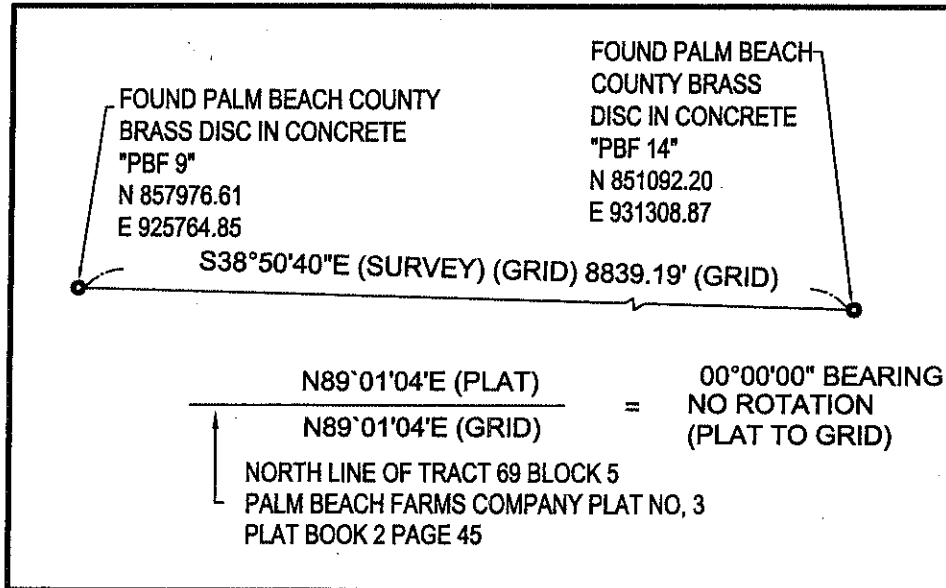 FOUND PALM BEACH COUNTY
BRASS DISC IN CONCRETE
"PBF 9"
N 857976.61
E 925764.85
FOUND PALM BEACH
COUNTY BRASS
DISC IN CONCRETE
"PBF 14"
N 851092.20
E 931308.87
S38°50'40"E (SURVEY) (GRID) 8839.19' (GRID)
N89`01'04'E (PLAT)
N89`01'04'E (GRID)
=
00°00'00" BEARING
NO ROTATION
(PLAT TO GRID)
NORTH LINE OF TRACT 69 BLOCK 5
PALM BEACH FARMS COMPANY PLAT NO, 3
PLAT BOOK 2 PAGE 45